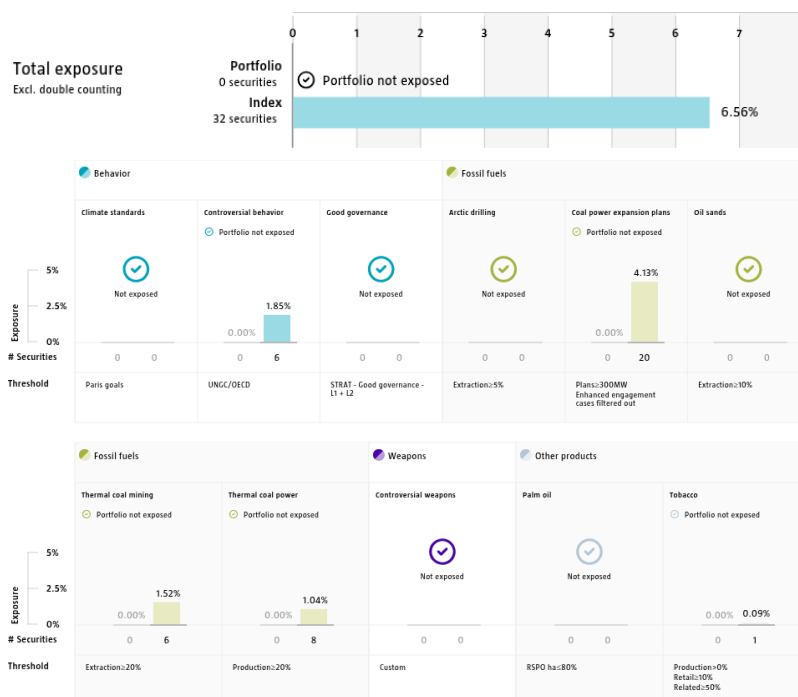 0 1 2 3 4 5 6 7
Total exposure
Excl. double counting
Portfolio
0 securities
Portfolio not exposed
Index
32 securities
6.56%
Behavior
Fossil fuels
Climate standards
Controversial behavior
Good governance
Arctic drilling
Coal power expansion plans
Oil sands
Portfolio not exposed
Portfolio not exposed
Not exposed
Not exposed
Not exposed
Not exposed
Exposure
5%
2.5%
0%
1.85%
0.00%
4.13%
0.00%
# Securities
0 0
0 6
0 0
0 0
0 20
0 0
Threshold
Paris goals
UNGC/OECD
STRAT - Good governance -
L1 + L2
Extraction≥5%
Plans≥300MW
Enhanced engagement
cases filtered out
Extraction≥10%
Fossil fuels
Weapons
Other products
Thermal coal mining
Thermal coal power
Controversial weapons
Palm oil
Tobacco
Portfolio not exposed
Portfolio not exposed
Portfolio not exposed
Not exposed
Not exposed
Exposure
5%
2.5%
0%
0.00%
1.52%
0.00%
1.04%
0.00%
0.09%
# Securities
0 6
0 8
0 0
0 0
0 1
Threshold
Extraction≥20%
Production≥20%
Custom
RSPO ha≤80%
Production>0%
Retail≥10%
Related≥50%